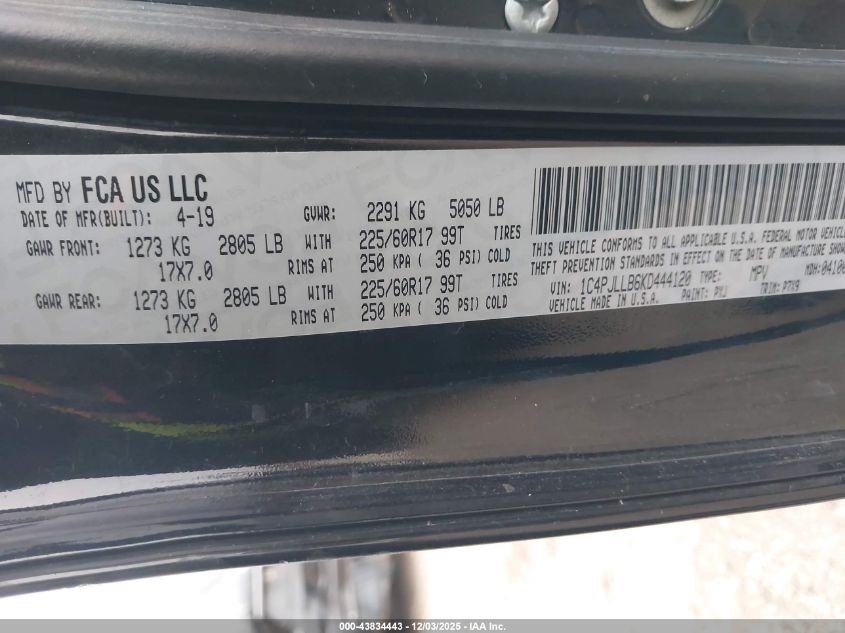 MFD BY FCA US LLC
DATE OF MFR(BUILT): 4-19 GVWR: 2291 KG 5050 LB
GAWR FRONT: 1273 KG 2805 LB WITH 225/60R17 99T TIRES
17X7.0 RIMS AT 250 KPA ( 36 PSI) COLD
GAWR REAR: 1273 KG 2805 LB WITH 225/60R17 99T TIRES
17X7.0 RIMS AT 250 KPA ( 36 PSI) COLD
THIS VEHICLE CONFORMS TO ALL APPLICABLE U.S.A. FEDERAL MOTOR VEHICLE
THEFT PREVENTION STANDARDS IN EFFECT ON THE DATE OF
VIN: 1C4PJLLB6KD444120 TYPE: MPV MDH:
VEHICLE MADE IN U.S.A. PAINT: PXJ TRIM:
000-43834443 - 12/03/2025 - IAA Inc.